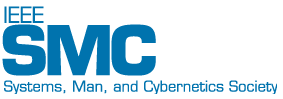 IEEE
SMC
Systems, Man, and Cybernetics Society